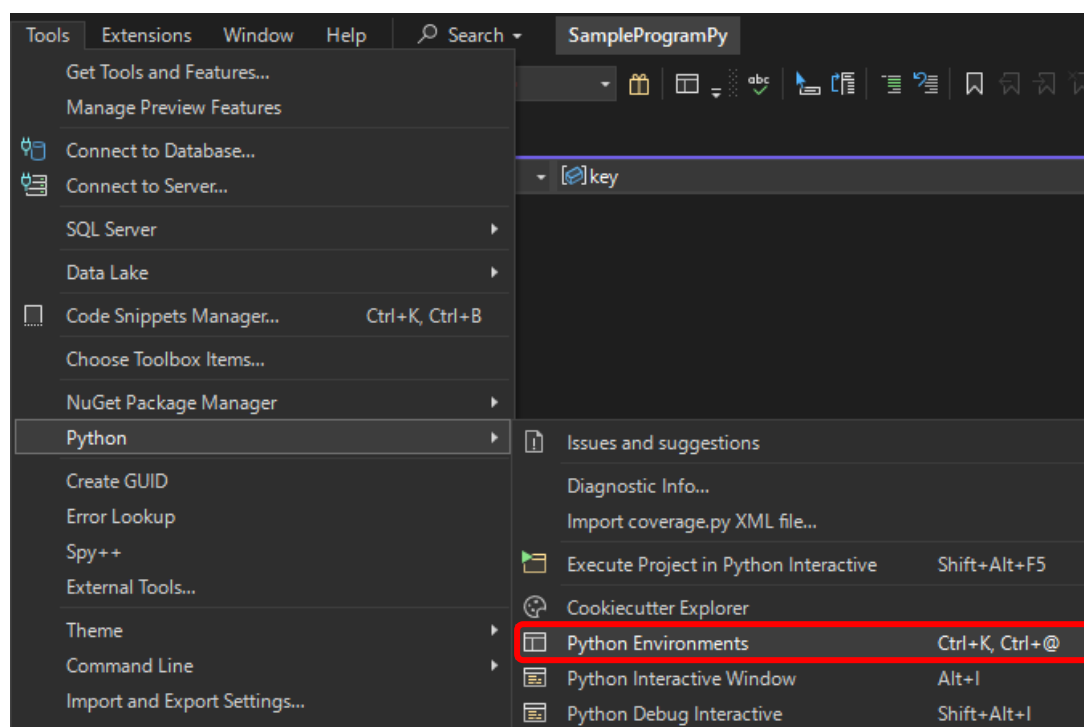 Tools Extensions Window Help Search SampleProgramPy
Get Tools and Features...
Manage Preview Features
abc
Connect to Database...
key
Connect to Server...
SQL Server
Data Lake
Code Snippets Manager... Ctrl+K, Ctrl+B
Choose Toolbox Items...
NuGet Package Manager
Python
Create GUID
Error Lookup
Spy++
External Tools...
Theme
Command Line
Import and Export Settings...
Issues and suggestions
Diagnostic Info...
Import coverage.py XML file...
Execute Project in Python Interactive Shift+Alt+F5
Cookiecutter Explorer
Python Environments Ctrl+K, Ctrl+@
Python Interactive Window Alt+I
Python Debug Interactive Shift+Alt+I